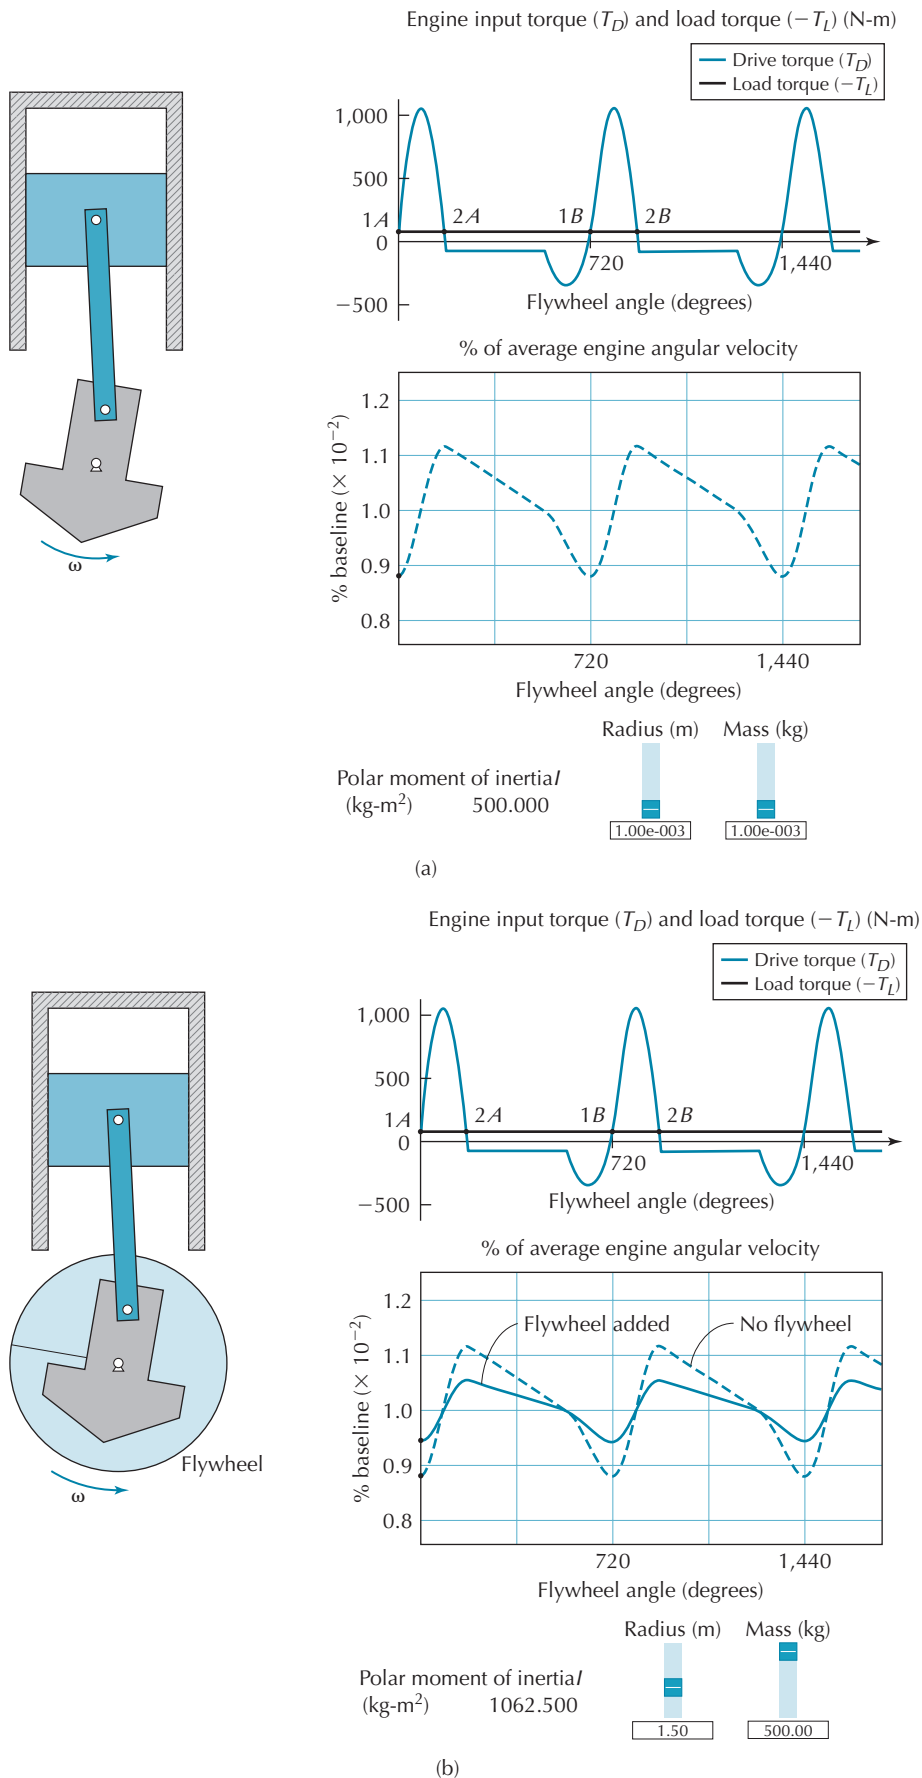 Engine input torque (T_D) and load torque (−T_L) (N-m)
Drive torque (T_D)
Load torque (−T_L)
1,000
500
1A
2A
1B
2B
0
720
1,440
−500
Flywheel angle (degrees)
% of average engine angular velocity
% baseline (× 10⁻²)
1.2
1.1
1.0
0.9
0.8
720
1,440
Flywheel angle (degrees)
ω
Radius (m)
Mass (kg)
Polar moment of inertia I
(kg-m²)
500.000
1.00e-003
1.00e-003
(a)
Engine input torque (T_D) and load torque (−T_L) (N-m)
Drive torque (T_D)
Load torque (−T_L)
1,000
500
1A
2A
1B
2B
0
720
1,440
−500
Flywheel angle (degrees)
% of average engine angular velocity
% baseline (× 10⁻²)
1.2
Flywheel added
No flywheel
1.1
1.0
0.9
0.8
720
1,440
Flywheel angle (degrees)
Flywheel
ω
Radius (m)
Mass (kg)
Polar moment of inertia I
(kg-m²)
1062.500
1.50
500.00
(b)